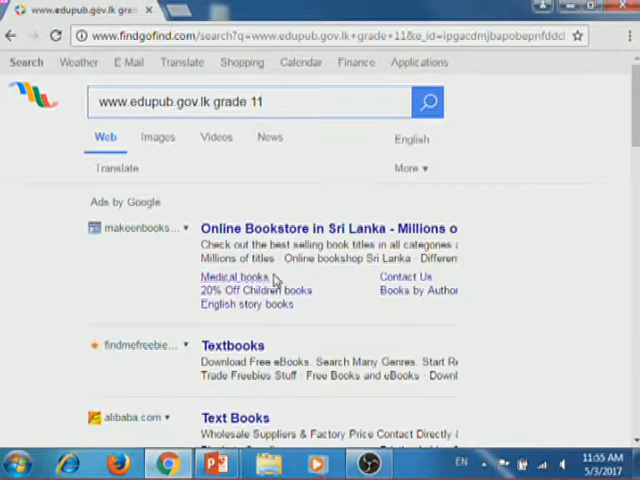 www.edupub.gov.lk grade
www.findgofind.com/search?q=www.edupub.gov.lk+grade+11&e_id=ipgacdmjbapobepnfddcl
Search Weather E Mail Translate Shopping Calendar Finance Applications
www.edupub.gov.lk grade 11
Web Images Videos News English
Translate More
Ads by Google
makeenbooks... Online Bookstore in Sri Lanka - Millions o
Check out the best selling book titles in all categories
Millions of titles · Online bookshop Sri Lanka · Differen
Medical books Contact Us
20% Off Children books Books by Author
English story books
findmefreebie... Textbooks
Download Free eBooks. Search Many Genres. Start Re
Trade Freebies Stuff · Free Books and eBooks · Downl
alibaba.com Text Books
Wholesale Suppliers & Factory Price Contact Directly
EN 11:55 AM
5/3/2017